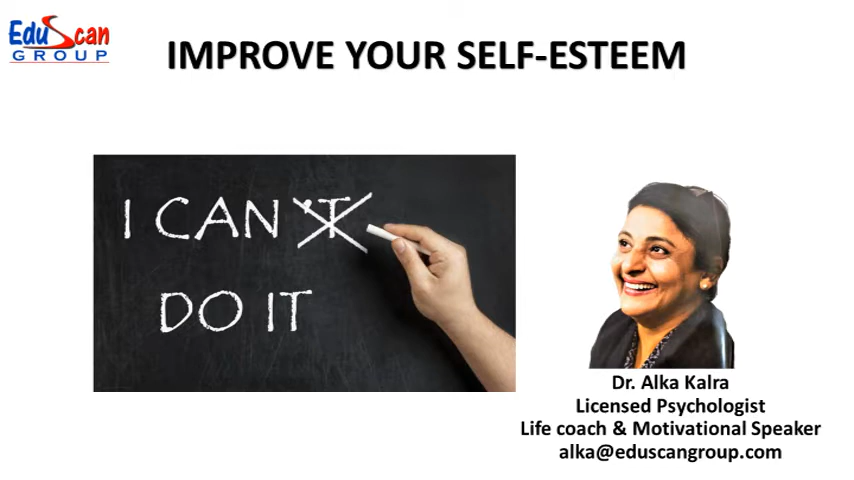 EduScan
GROUP
IMPROVE YOUR SELF-ESTEEM
I CAN'T
DO IT
Dr. Alka Kalra
Licensed Psychologist
Life coach & Motivational Speaker
alka@eduscangroup.com